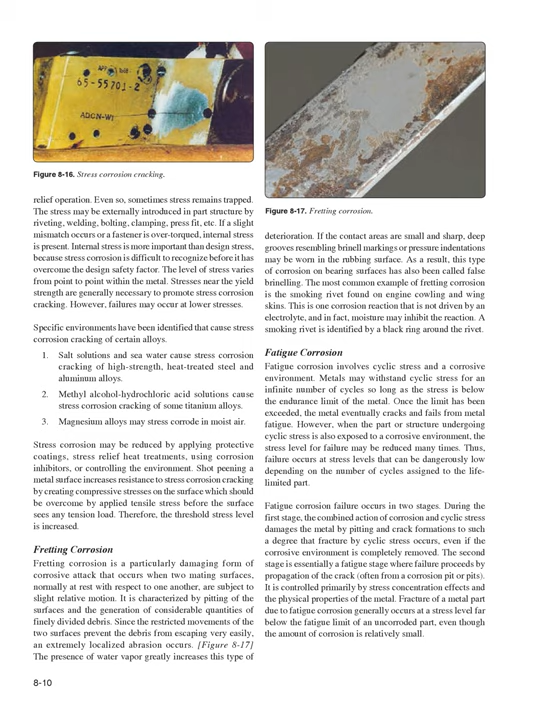 APP 봬
65-55701-2
ADCN-W1
Figure 8-16. Stress corrosion cracking.
relief operation. Even so, sometimes stress remains trapped.
The stress may be externally introduced in part structure by
riveting, welding, bolting, clamping, press fit, etc. If a slight
mismatch occurs or a fastener is over-torqued, internal stress
is present. Internal stress is more important than design stress,
because stress corrosion is difficult to recognize before it has
overcome the design safety factor. The level of stress varies
from point to point within the metal. Stresses near the yield
strength are generally necessary to promote stress corrosion
cracking. However, failures may occur at lower stresses.
Specific environments have been identified that cause stress
corrosion cracking of certain alloys.
1. Salt solutions and sea water cause stress corrosion
cracking of high-strength, heat-treated steel and
aluminum alloys.
2. Methyl alcohol-hydrochloric acid solutions cause
stress corrosion cracking of some titanium alloys.
3. Magnesium alloys may stress corrode in moist air.
Stress corrosion may be reduced by applying protective
coatings, stress relief heat treatments, using corrosion
inhibitors, or controlling the environment. Shot peening a
metal surface increases resistance to stress corrosion cracking
by creating compressive stresses on the surface which should
be overcome by applied tensile stress before the surface
sees any tension load. Therefore, the threshold stress level
is increased.
Fretting Corrosion
Fretting corrosion is a particularly damaging form of
corrosive attack that occurs when two mating surfaces,
normally at rest with respect to one another, are subject to
slight relative motion. It is characterized by pitting of the
surfaces and the generation of considerable quantities of
finely divided debris. Since the restricted movements of the
two surfaces prevent the debris from escaping very easily,
an extremely localized abrasion occurs. [Figure 8-17]
The presence of water vapor greatly increases this type of
Figure 8-17. Fretting corrosion.
deterioration. If the contact areas are small and sharp, deep
grooves resembling brinell markings or pressure indentations
may be worn in the rubbing surface. As a result, this type
of corrosion on bearing surfaces has also been called false
brinelling. The most common example of fretting corrosion
is the smoking rivet found on engine cowling and wing
skins. This is one corrosion reaction that is not driven by an
electrolyte, and in fact, moisture may inhibit the reaction. A
smoking rivet is identified by a black ring around the rivet.
Fatigue Corrosion
Fatigue corrosion involves cyclic stress and a corrosive
environment. Metals may withstand cyclic stress for an
infinite number of cycles so long as the stress is below
the endurance limit of the metal. Once the limit has been
exceeded, the metal eventually cracks and fails from metal
fatigue. However, when the part or structure undergoing
cyclic stress is also exposed to a corrosive environment, the
stress level for failure may be reduced many times. Thus,
failure occurs at stress levels that can be dangerously low
depending on the number of cycles assigned to the life-
limited part.
Fatigue corrosion failure occurs in two stages. During the
first stage, the combined action of corrosion and cyclic stress
damages the metal by pitting and crack formations to such
a degree that fracture by cyclic stress occurs, even if the
corrosive environment is completely removed. The second
stage is essentially a fatigue stage where failure proceeds by
propagation of the crack (often from a corrosion pit or pits).
It is controlled primarily by stress concentration effects and
the physical properties of the metal. Fracture of a metal part
due to fatigue corrosion generally occurs at a stress level far
below the fatigue limit of an uncorroded part, even though
the amount of corrosion is relatively small.
8-10